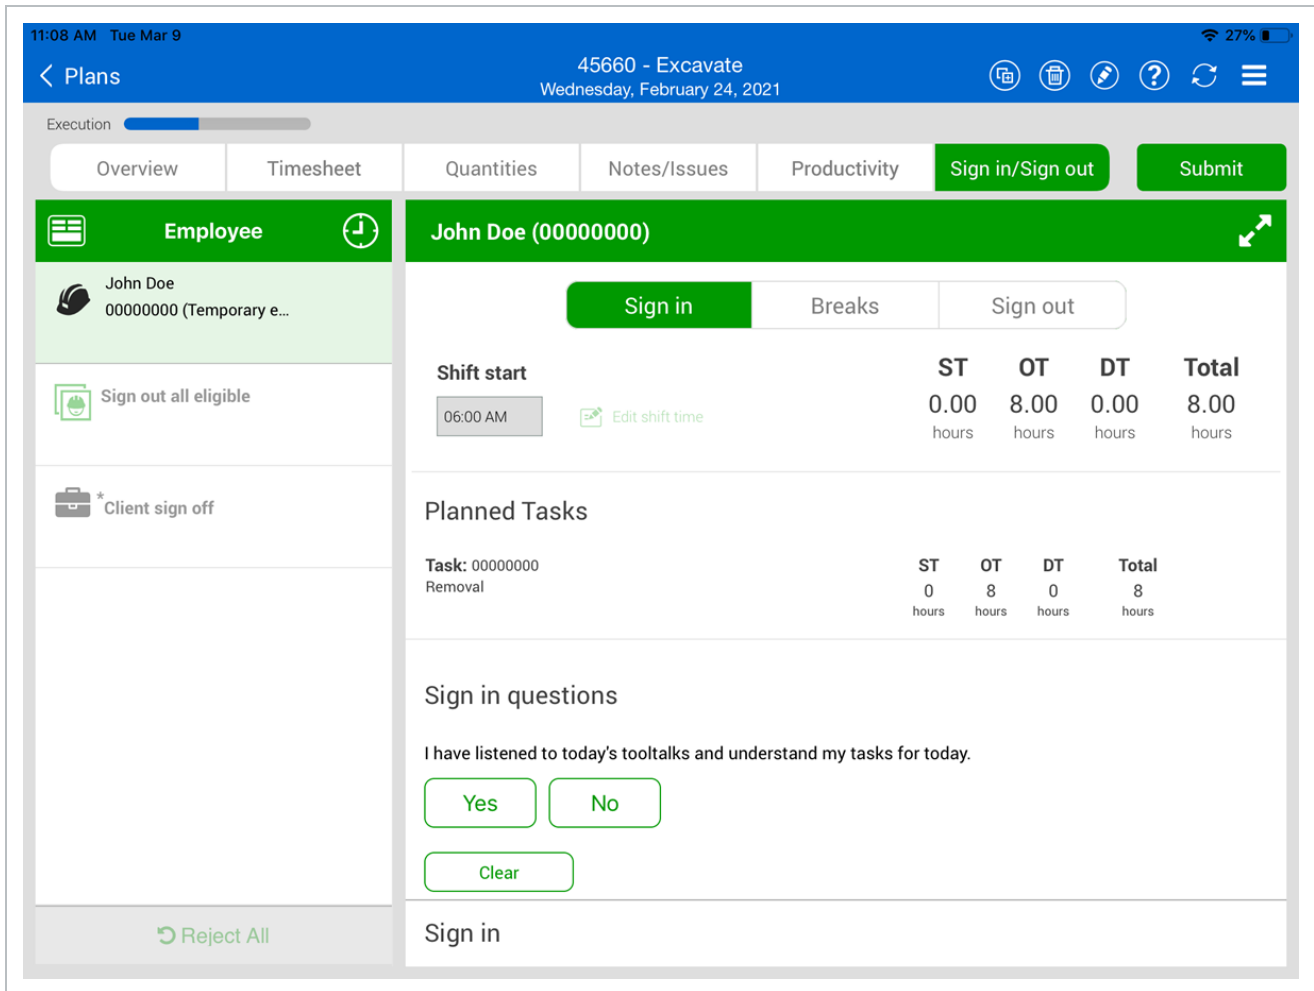 11:08 AM Tue Mar 9
27%
Plans
45660 - Excavate
Wednesday, February 24, 2021
Execution
Overview
Timesheet
Quantities
Notes/Issues
Productivity
Sign in/Sign out
Submit
Employee
John Doe
00000000 (Temporary e...
Sign out all eligible
*Client sign off
Reject All
John Doe (00000000)
Sign in
Breaks
Sign out
Shift start
06:00 AM
Edit shift time
ST OT DT Total
0.00 8.00 0.00 8.00
hours hours hours hours
Planned Tasks
Task: 00000000
Removal
ST OT DT Total
0 8 0 8
hours hours hours hours
Sign in questions
I have listened to today's tooltalks and understand my tasks for today.
Yes
No
Clear
Sign in